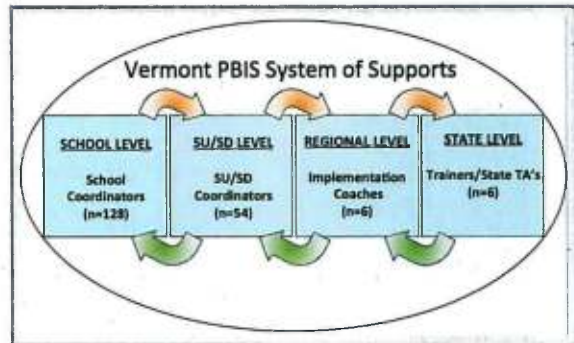 Vermont PBIS System of Supports
SCHOOL LEVEL
School
Coordinators
(n=128)
SU/SD LEVEL
SU/SD
Coordinators
(n=54)
REGIONAL LEVEL
Implementation
Coaches
(n=6)
STATE LEVEL
Trainers/State TA's
(n=6)